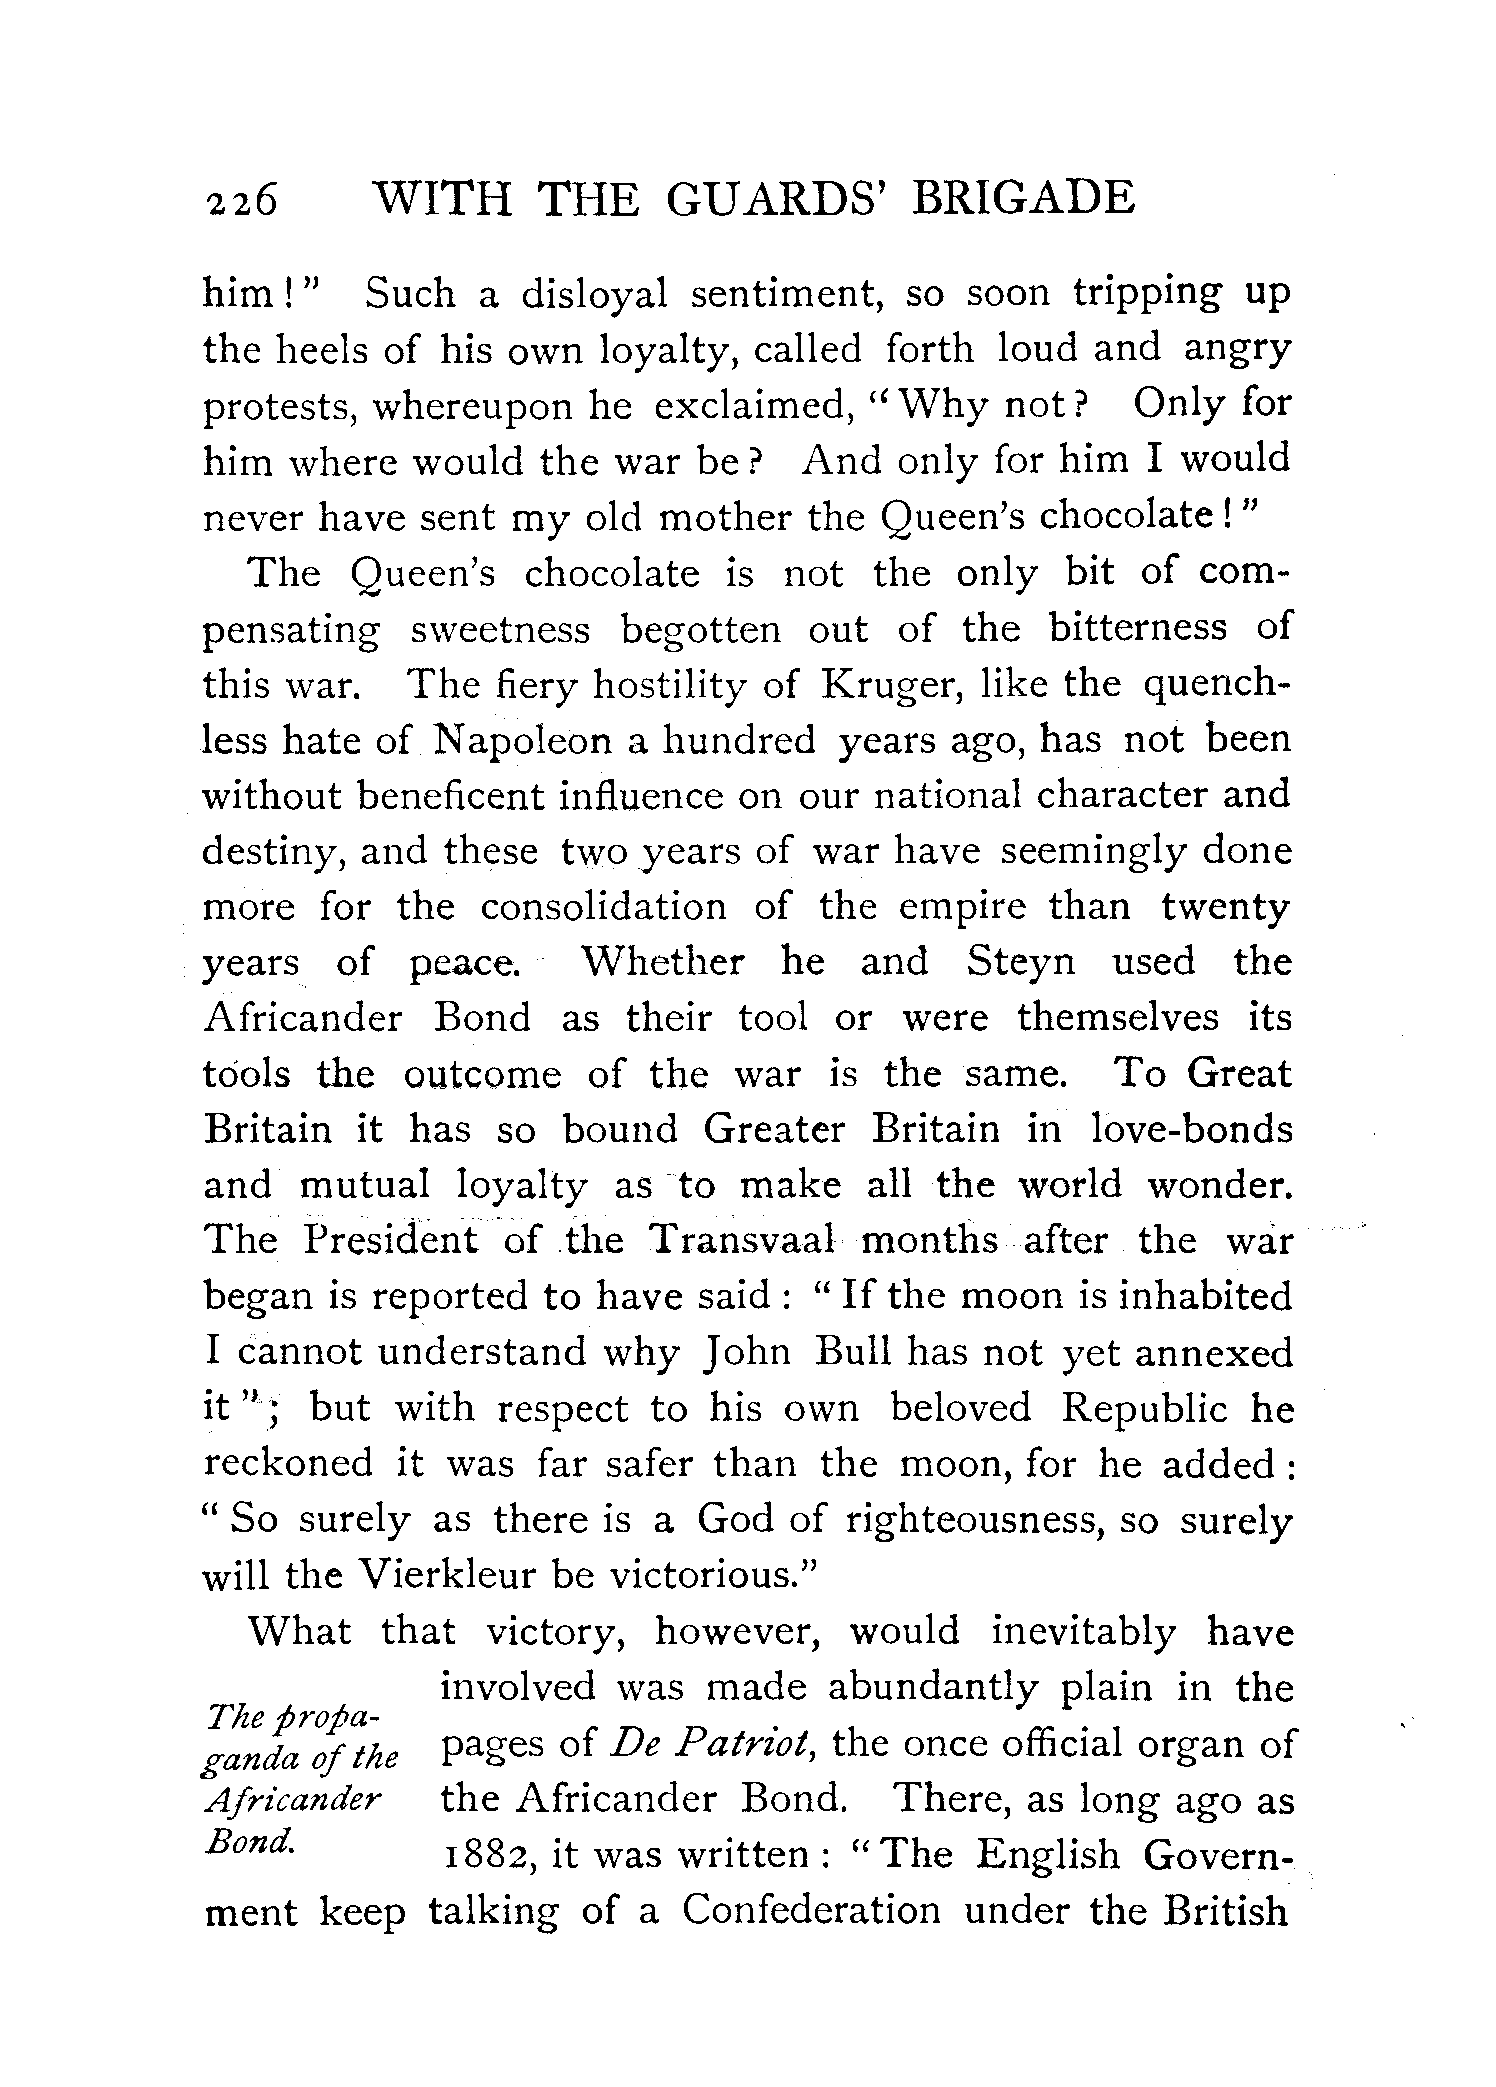 226 WITH THE GUARDS' BRIGADE
him!" Such a disloyal sentiment, so soon tripping up
the heels of his own loyalty, called forth loud and angry
protests, whereupon he exclaimed, "Why not? Only for
him where would the war be? And only for him I would
never have sent my old mother the Queen's chocolate!"
The Queen's chocolate is not the only bit of com-
pensating sweetness begotten out of the bitterness of
this war. The fiery hostility of Kruger, like the quench-
less hate of Napoleon a hundred years ago, has not been
without beneficent influence on our national character and
destiny, and these two years of war have seemingly done
more for the consolidation of the empire than twenty
years of peace. Whether he and Steyn used the
Africander Bond as their tool or were themselves its
tools the outcome of the war is the same. To Great
Britain it has so bound Greater Britain in love-bonds
and mutual loyalty as to make all the world wonder.
The President of the Transvaal months after the war
began is reported to have said: "If the moon is inhabited
I cannot understand why John Bull has not yet annexed
it"; but with respect to his own beloved Republic he
reckoned it was far safer than the moon, for he added:
"So surely as there is a God of righteousness, so surely
will the Vierkleur be victorious."
What that victory, however, would inevitably have
The propa-
ganda of the
Africander
Bond.
involved was made abundantly plain in the
pages of De Patriot, the once official organ of
the Africander Bond. There, as long ago as
1882, it was written: "The English Govern-
ment keep talking of a Confederation under the British